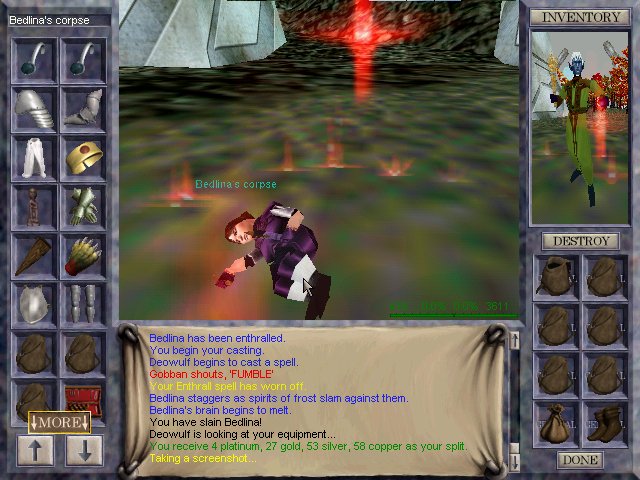 Bedlina's corpse
INVENTORY
Bedlina's corpse
DESTROY
MORE
DONE
Bedlina has been enthralled.
You begin your casting.
Deowulf begins to cast a spell.
Gobban shouts, 'FUMBLE'
Your Enthrall spell has worn off.
Bedlina staggers as spirits of frost slam against them.
Bedlina's brain begins to melt.
You have slain Bedlina!
Deowulf is looking at your equipment...
You receive 4 platinum, 27 gold, 53 silver, 58 copper as your split.
Taking a screenshot...